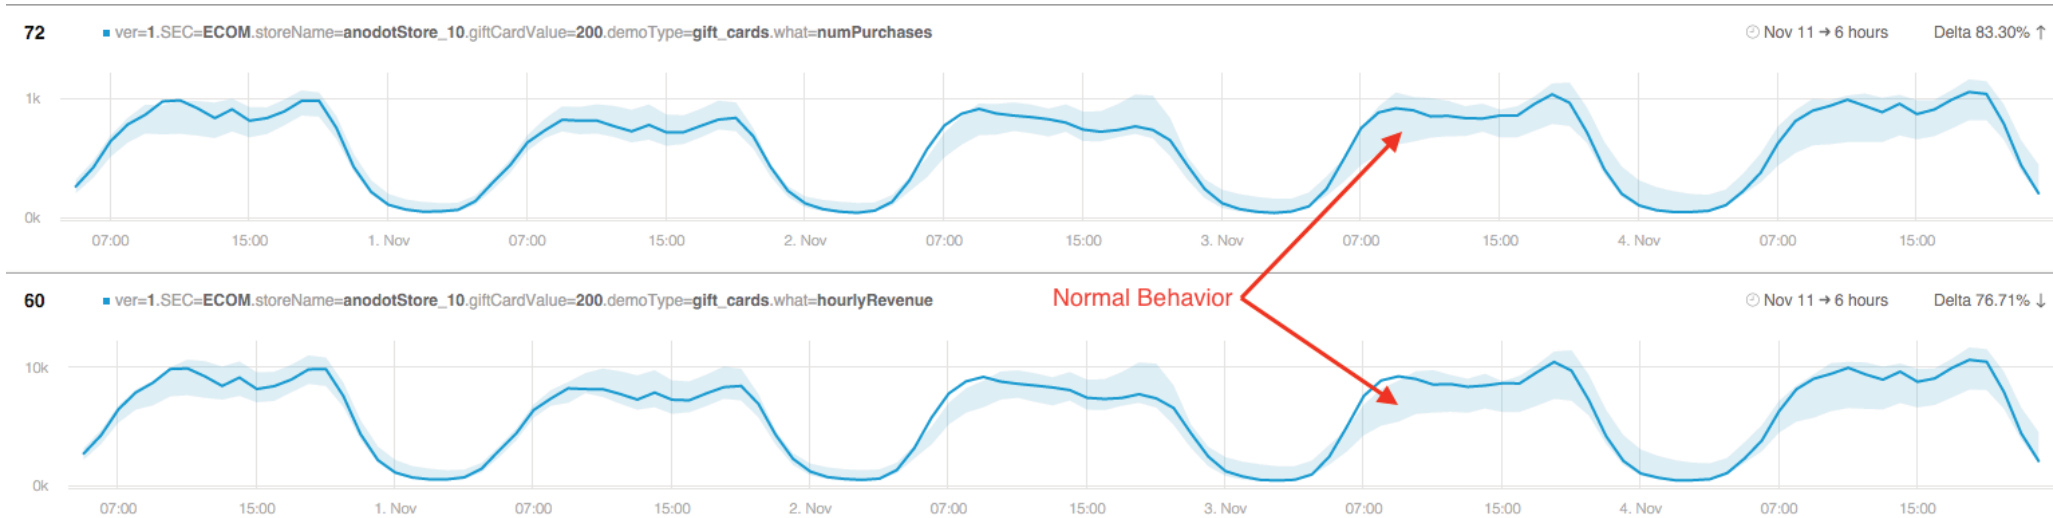 72 ver=1.SEC=ECOM.storeName=anodotStore_10.giftCardValue=200.demoType=gift_cards.what=numPurchases Nov 11 → 6 hours Delta 83.30% ↑
1k
0k
07:00 15:00 1. Nov 07:00 15:00 2. Nov 07:00 15:00 3. Nov 07:00 15:00 4. Nov 07:00 15:00
60 ver=1.SEC=ECOM.storeName=anodotStore_10.giftCardValue=200.demoType=gift_cards.what=hourlyRevenue Nov 11 → 6 hours Delta 76.71% ↓
Normal Behavior
10k
0k
07:00 15:00 1. Nov 07:00 15:00 2. Nov 07:00 15:00 3. Nov 07:00 15:00 4. Nov 07:00 15:00